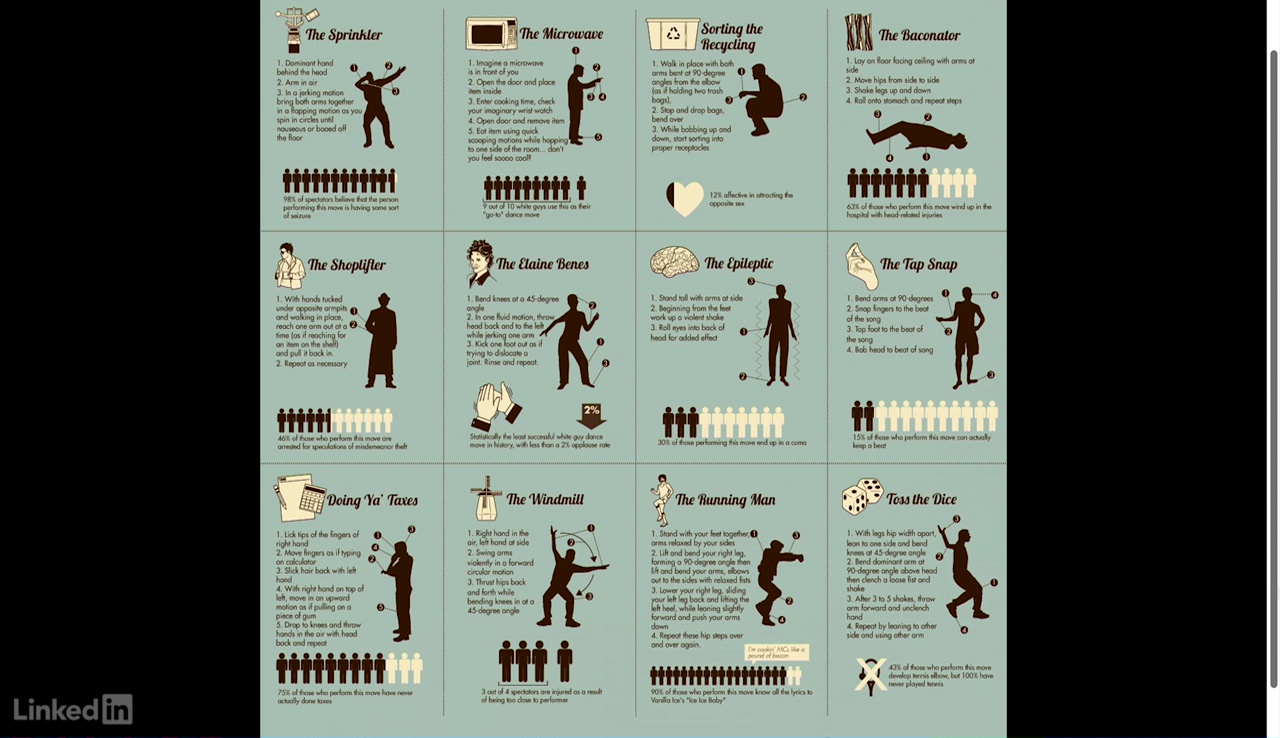 The Sprinkler
1. Dominant hand
behind the head
2. Arm in air
3. In a jerking motion
bring both arms together
in a flapping motion as you
spin in circles until
nauseous or booed off
the floor
98% of spectators believe that the person
performing this move is having some sort
of seizure
The Microwave
1. Imagine a microwave
is in front of you
2. Open the door and place
item inside
3. Enter cooking time, check
your imaginary wrist watch
4. Open door and remove item
5. Eat item using quick
scooping motions while hopping
to one side of the room... don't
you feel soooo cool?
9 out of 10 white guys use this as their
"go-to" dance move
Sorting the
Recycling
1. Walk in place with both
arms bent at 90-degree
angles from the elbow
(as if holding two trash
bags),
2. Stop and drop bags,
bend over
3. While bobbing up and
down, start sorting into
proper receptacles
12% affective in attracting the
opposite sex
The Baconator
1. Lay on floor facing ceiling with arms at
side
2. Move hips from side to side
3. Shake legs up and down
4. Roll onto stomach and repeat steps
63% of those who perform this move wind up in the
hospital with head-related injuries
The Shoplifter
1. With hands tucked
under opposite armpits
and walking in place,
reach one arm out at a
time (as if reaching for
an item on the shelf)
and pull it back in.
2. Repeat as necessary
46% of those who perform this move are
arrested for speculations of misdemeanor theft
The Elaine Benes
1. Bend knees at a 45-degree
angle
2. In one fluid motion, throw
head back and to the left
while jerking one arm
3. Kick one foot out as if
trying to dislocate a
joint. Rinse and repeat.
2%
Statistically the least successful white guy dance
move in history, with less than a 2% applause rate
The Epileptic
1. Stand tall with arms at side
2. Beginning from the feet
work up a violent shake
3. Roll eyes into back of
head for added effect
30% of those performing this move end up in a coma
The Tap Snap
1. Bend arms at 90-degrees
2. Snap fingers to the beat
of the song
3. Tap foot to the beat of
the song
4. Bob head to beat of song
15% of those who perform this move can actually
keep a beat
Doing Ya' Taxes
1. Lick tips of the fingers of
right hand
2. Move fingers as if typing
on calculator
3. Slick hair back with left
hand
4. With right hand on top of
left, move in an upward
motion as if pulling on a
piece of gum
5. Drop to knees and throw
hands in the air with head
back and repeat
75% of those who perform this move have never
actually done taxes
The Windmill
1. Right hand in the
air, left hand at side
2. Swing arms
violently in a forward
circular motion
3. Thrust hips back
and forth while
bending knees in at a
45-degree angle
3 out of 4 spectators are injured as a result
of being too close to performer
The Running Man
1. Stand with your feet together,
arms relaxed by your sides
2. Lift and bend your right leg,
forming a 90-degree angle then
lift and bend your arms, elbows
out to the sides with relaxed fists
3. Lower your right leg, sliding
your left leg back and lifting the
left heel, while leaning slightly
forward and push your arms
down
4. Repeat these hip steps over
and over again.
I'm cookin' MCs like a
pound of bacon
90% of those who perform this move know all the lyrics to
Vanilla Ice's "Ice Ice Baby"
Toss the Dice
1. With legs hip width apart,
lean to one side and bend
knees at 45-degree angle
2. Bend dominant arm at
90-degree angle above head
then clench a loose fist and
shake
3. After 3 to 5 shakes, throw
arm forward and unclench
hand
4. Repeat by leaning to other
side and using other arm
43% of those who perform this move
develop tennis elbow, but 100% have
never played tennis
LinkedIn